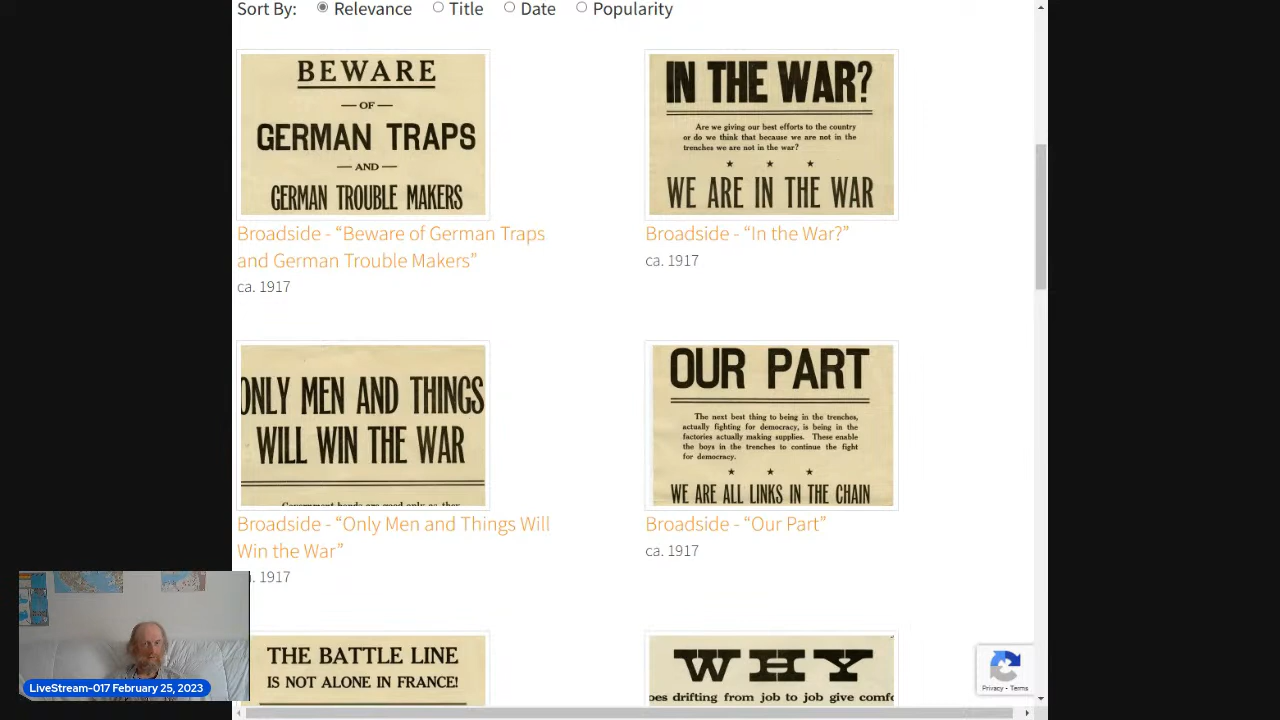 Sort By: Relevance Title Date Popularity
BEWARE
— OF —
GERMAN TRAPS
— AND —
GERMAN TROUBLE MAKERS
Broadside - “Beware of German Traps
and German Trouble Makers”
ca. 1917
IN THE WAR?
Are we giving our best efforts to the country
or do we think that because we are not in the
trenches we are not in the war?
★ ★ ★
WE ARE IN THE WAR
Broadside - “In the War?”
ca. 1917
ONLY MEN AND THINGS
WILL WIN THE WAR
Government bonds are good only as they
Broadside - “Only Men and Things Will
Win the War”
1917
OUR PART
The next best thing to being in the trenches,
actually fighting for democracy, is being in the
factories actually making supplies. These enable
the boys in the trenches to continue the fight
for democracy.
★ ★ ★
WE ARE ALL LINKS IN THE CHAIN
Broadside - “Our Part”
ca. 1917
THE BATTLE LINE
IS NOT ALONE IN FRANCE!
WHY
drifting from job to job give
Privacy - Terms
LiveStream-017 February 25, 2023